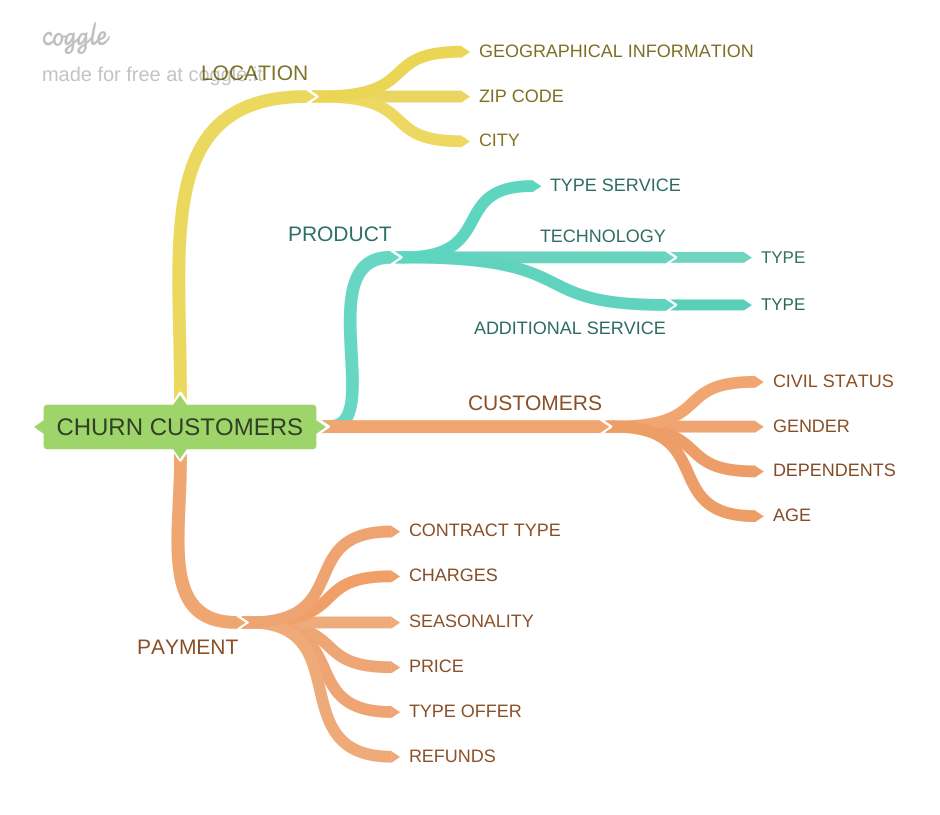 coggle
made for free at coggle.it
LOCATION
GEOGRAPHICAL INFORMATION
ZIP CODE
CITY
PRODUCT
TYPE SERVICE
TECHNOLOGY
TYPE
ADDITIONAL SERVICE
TYPE
CHURN CUSTOMERS
CUSTOMERS
CIVIL STATUS
GENDER
DEPENDENTS
AGE
PAYMENT
CONTRACT TYPE
CHARGES
SEASONALITY
PRICE
TYPE OFFER
REFUNDS